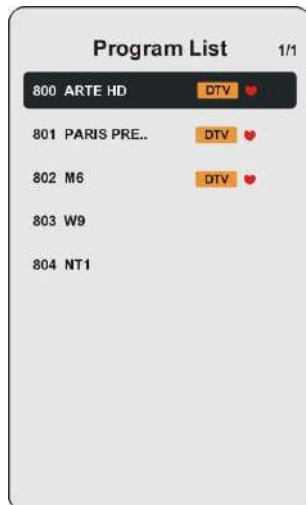 Program List 1/1
800 ARTE HD DTV
801 PARIS PRE.. DTV
802 M6 DTV
803 W9
804 NT1